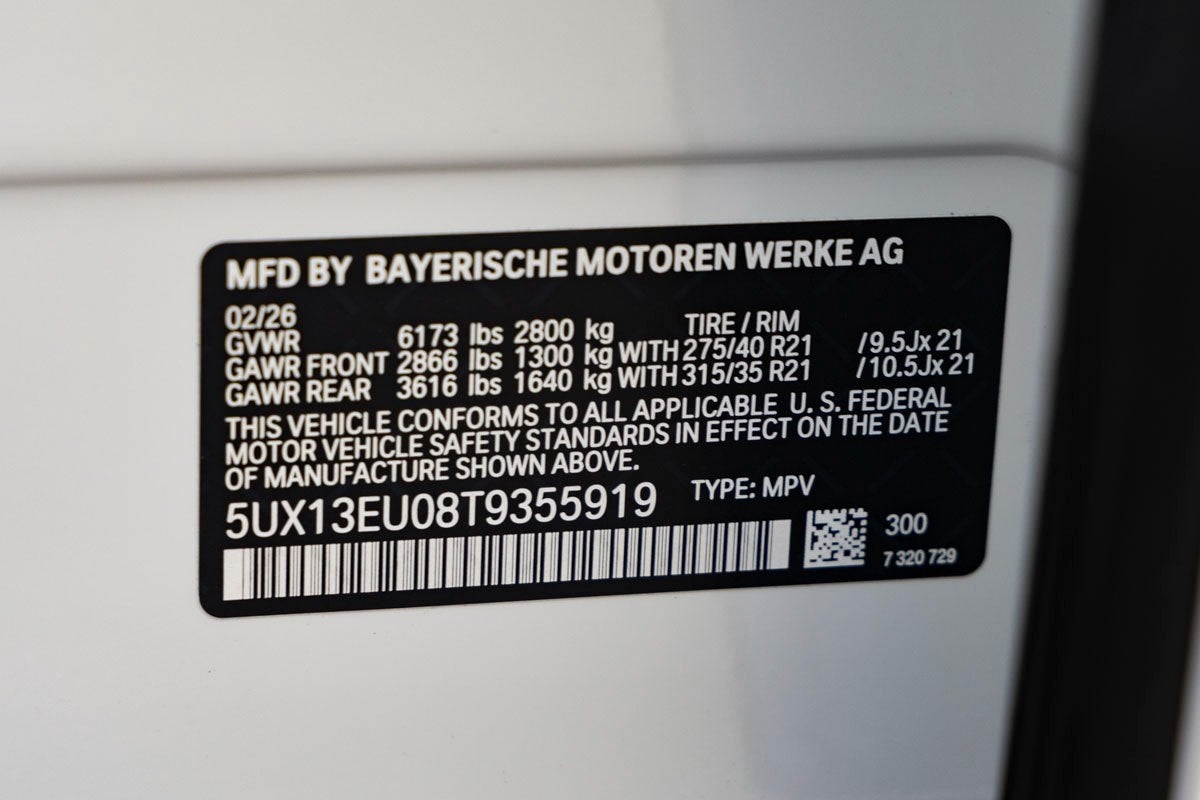 MFD BY BAYERISCHE MOTOREN WERKE AG
02/26 TIRE / RIM
GVWR 6173 lbs 2800 kg
GAWR FRONT 2866 lbs 1300 kg WITH 275/40 R21 /9.5Jx 21
GAWR REAR 3616 lbs 1640 kg WITH 315/35 R21 /10.5Jx 21
THIS VEHICLE CONFORMS TO ALL APPLICABLE U. S. FEDERAL
MOTOR VEHICLE SAFETY STANDARDS IN EFFECT ON THE DATE
OF MANUFACTURE SHOWN ABOVE.
5UX13EU08T9355919 TYPE: MPV
300
7 320 729